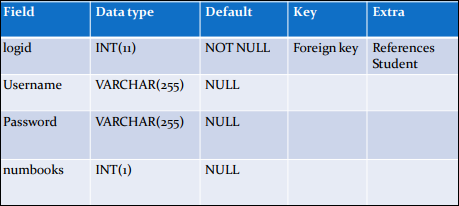 Field Data type Default Key Extra
logid INT(11) NOT NULL Foreign key References
Student
Username VARCHAR(255) NULL
Password VARCHAR(255) NULL
numbooks INT(1) NULL